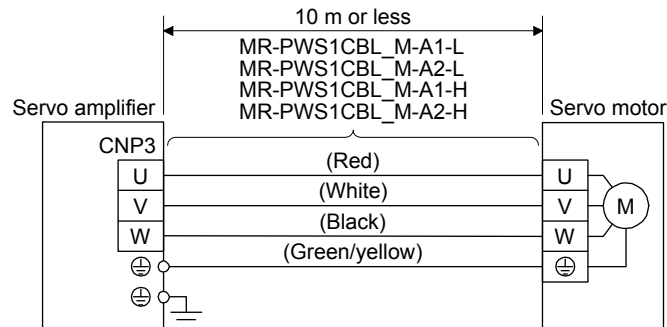 10 m or less
MR-PWS1CBL_M-A1-L
MR-PWS1CBL_M-A2-L
MR-PWS1CBL_M-A1-H
MR-PWS1CBL_M-A2-H
Servo amplifier
Servo motor
CNP3
U (Red) U
V (White) V M
W (Black) W
(Green/yellow)